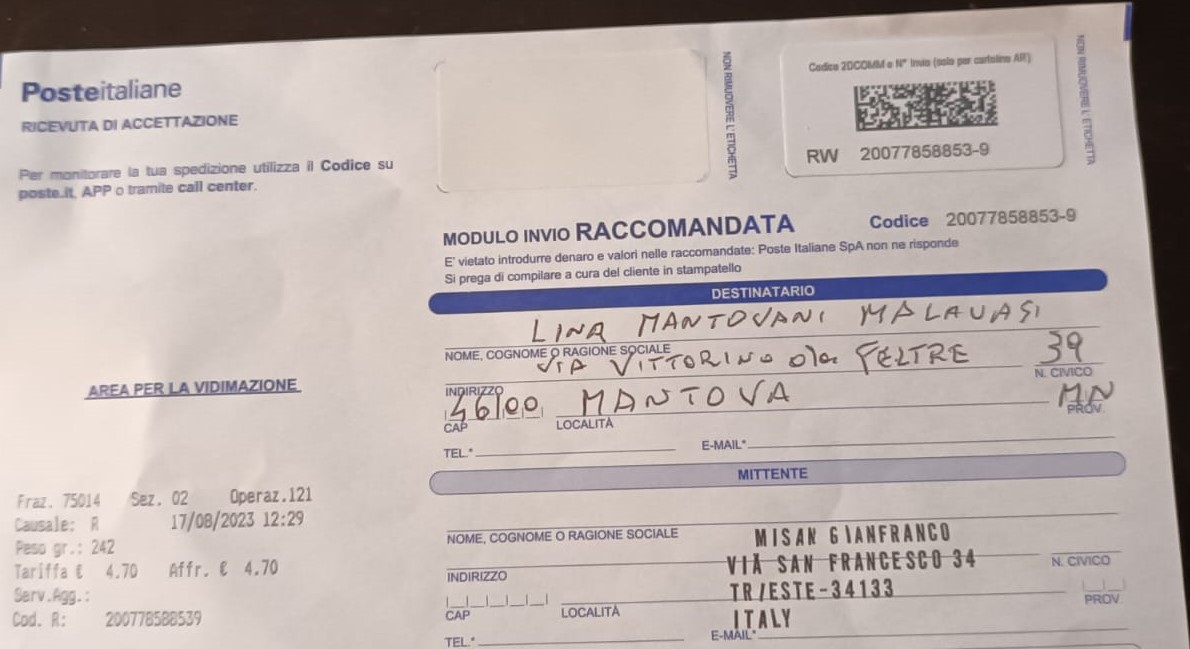 Posteitaliane
RICEVUTA DI ACCETTAZIONE
Per monitorare la tua spedizione utilizza il Codice su
poste.it, APP o tramite call center.
NON RIMUOVERE L'ETICHETTA
Codice 2DCOMM e N° Invio (solo per cartoline AR)
RW 20077858853-9
NON RIMUOVERE L'ETICHETTA
MODULO INVIO RACCOMANDATA Codice 20077858853-9
E' vietato introdurre denaro e valori nelle raccomandate: Poste Italiane SpA non ne risponde
Si prega di compilare a cura del cliente in stampatello
DESTINATARIO
LINA MANTOVANI MALAVASI
NOME, COGNOME O RAGIONE SOCIALE
VIA VITTORINO da FELTRE 39
INDIRIZZO N. CIVICO
46100 MANTOVA MN
CAP LOCALITÀ PROV.
TEL.* E-MAIL*
MITTENTE
NOME, COGNOME O RAGIONE SOCIALE
MISAN GIANFRANCO
VIA SAN FRANCESCO 34
INDIRIZZO N. CIVICO
TRIESTE-34133
CAP LOCALITÀ PROV
ITALY
TEL.* E-MAIL*
AREA PER LA VIDIMAZIONE
Fraz. 75014 Sez. 02 Operaz.121
Causale: R 17/08/2023 12:29
Peso gr.: 242
Tariffa € 4.70 Affr. € 4.70
Serv.Agg.:
Cod. R: 200778588539